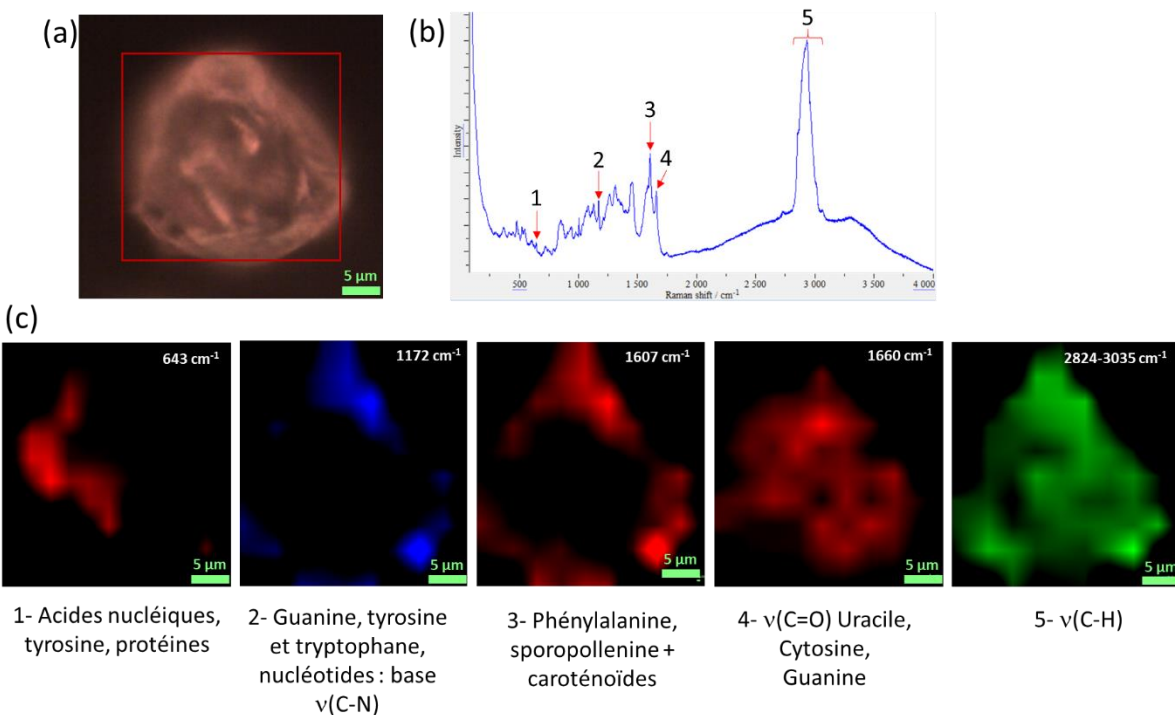 (a)
5 µm
(b)
Intensity
1
2
3
4
5
500
1 000
1 500
2 000
2 500
3 000
3 500
4 000
Raman shift / cm-1
(c)
643 cm⁻¹
5 µm
1172 cm⁻¹
5 µm
1607 cm⁻¹
5 µm
1660 cm⁻¹
5 µm
2824-3035 cm⁻¹
5 µm
1- Acides nucléiques,
tyrosine, protéines
2- Guanine, tyrosine
et tryptophane,
nucléotides : base
ν(C-N)
3- Phénylalanine,
sporopollenine +
caroténoïdes
4- ν(C=O) Uracile,
Cytosine,
Guanine
5- ν(C-H)